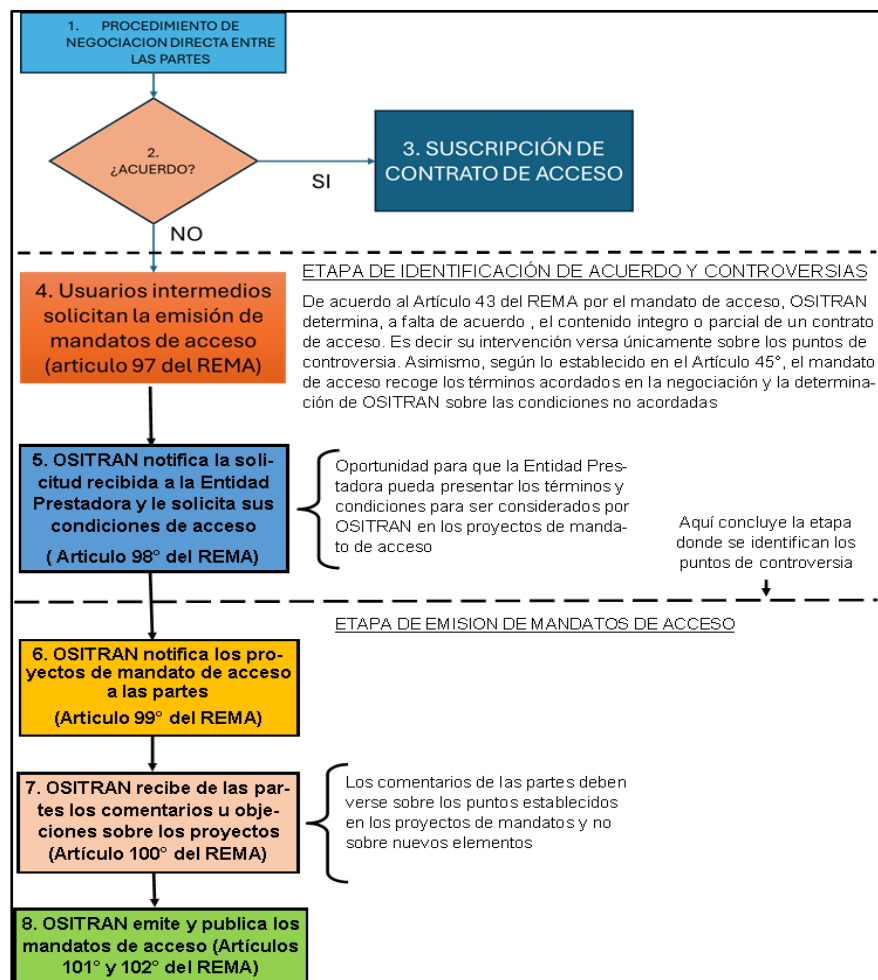 1. PROCEDIMIENTO DE
NEGOCIACION DIRECTA ENTRE
LAS PARTES
2.
¿ACUERDO?
SI
3. SUSCRIPCIÓN DE
CONTRATO DE ACCESO
NO
ETAPA DE IDENTIFICACIÓN DE ACUERDO Y CONTROVERSIAS
4. Usuarios intermedios
solicitan la emisión de
mandatos de acceso
(articulo 97 del REMA)
De acuerdo al Artículo 43 del REMA por el mandato de acceso, OSITRAN
determina, a falta de acuerdo , el contenido integro o parcial de un contrato
de acceso. Es decir su intervención versa únicamente sobre los puntos de
controversia. Asimismo, según lo establecido en el Artículo 45°, el mandato
de acceso recoge los términos acordados en la negociación y la determina-
ción de OSITRAN sobre las condiciones no acordadas
5. OSITRAN notifica la soli-
citud recibida a la Entidad
Prestadora y le solicita sus
condiciones de acceso
( Articulo 98° del REMA)
Oportunidad para que la Entidad Pres-
tadora pueda presentar los términos y
condiciones para ser considerados por
OSITRAN en los proyectos de manda-
to de acceso
Aquí concluye la etapa
donde se identifican los
puntos de controversia
ETAPA DE EMISION DE MANDATOS DE ACCESO
6. OSITRAN notifica los pro-
yectos de mandato de acceso
a las partes
(Articulo 99° del REMA)
7. OSITRAN recibe de las par-
tes los comentarios u obje-
ciones sobre los proyectos
(Artículo 100° del REMA)
Los comentarios de las partes deben
verse sobre los puntos establecidos
en los proyectos de mandatos y no
sobre nuevos elementos
8. OSITRAN emite y publica los
mandatos de acceso (Artículos
101° y 102° del REMA)